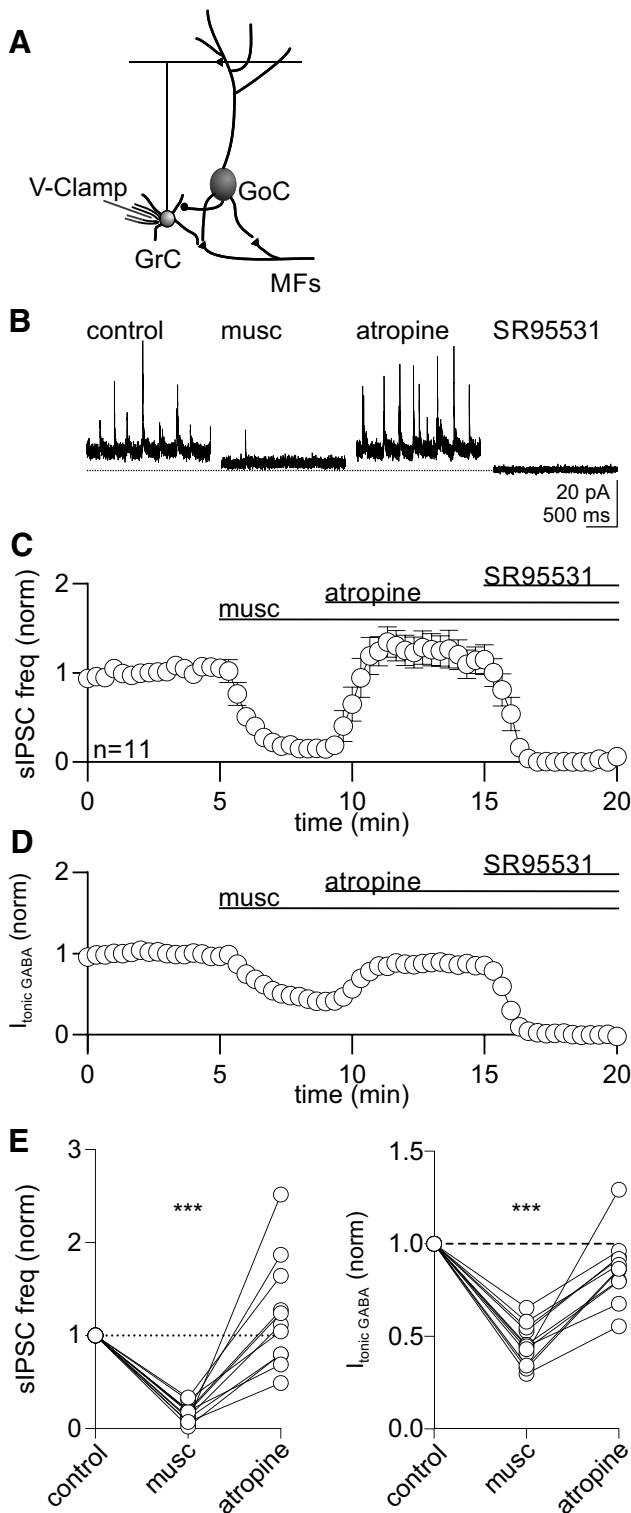 A
V-Clamp
GoC
GrC
MFs
B
control musc atropine SR95531
20 pA
500 ms
C
sIPSC freq (norm)
2
1
0
SR95531
atropine
musc
n=11
0 5 10 15 20
time (min)
D
I tonic GABA (norm)
2
1
0
SR95531
atropine
musc
0 5 10 15 20
time (min)
E
sIPSC freq (norm)
3
2
1
0
***
control musc atropine
I tonic GABA (norm)
1.5
1.0
0.5
0.0
***
control musc atropine